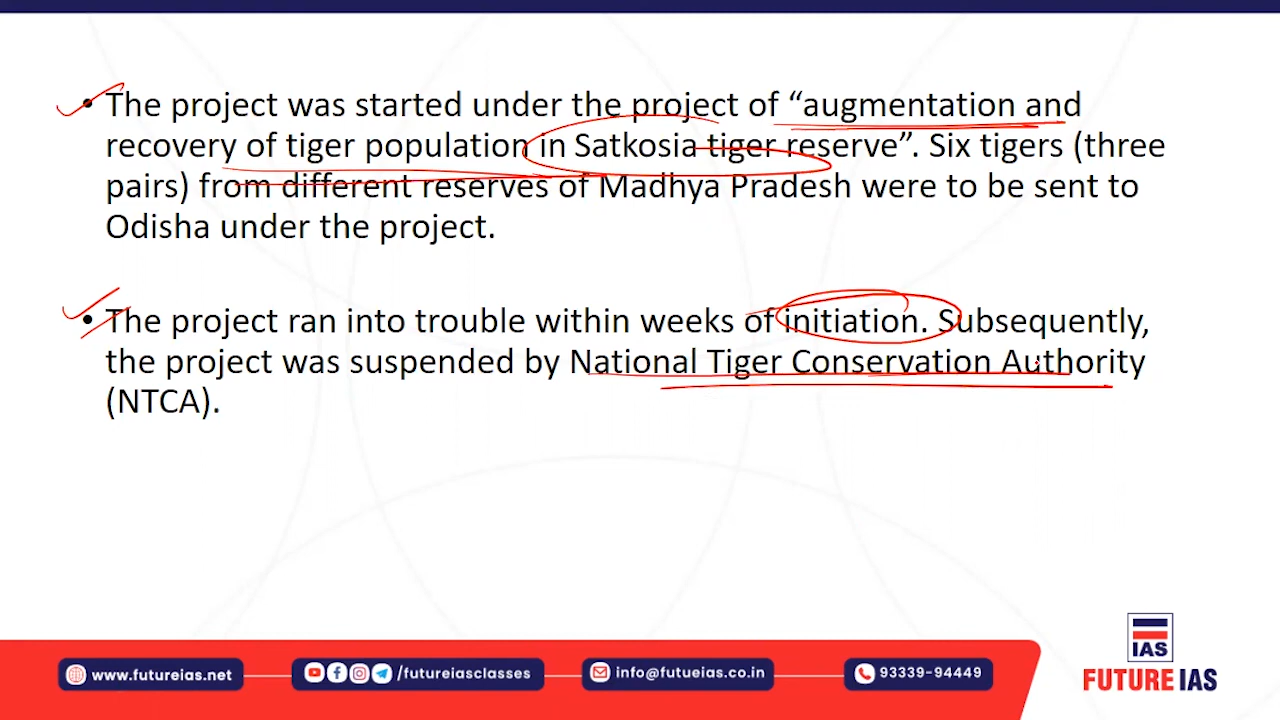 • The project was started under the project of “augmentation and
recovery of tiger population in Satkosia tiger reserve”. Six tigers (three
pairs) from different reserves of Madhya Pradesh were to be sent to
Odisha under the project.
• The project ran into trouble within weeks of initiation. Subsequently,
the project was suspended by National Tiger Conservation Authority
(NTCA).
IAS
FUTURE IAS
www.futureias.net
/futureiasclasses
info@futueias.co.in
93339-94449